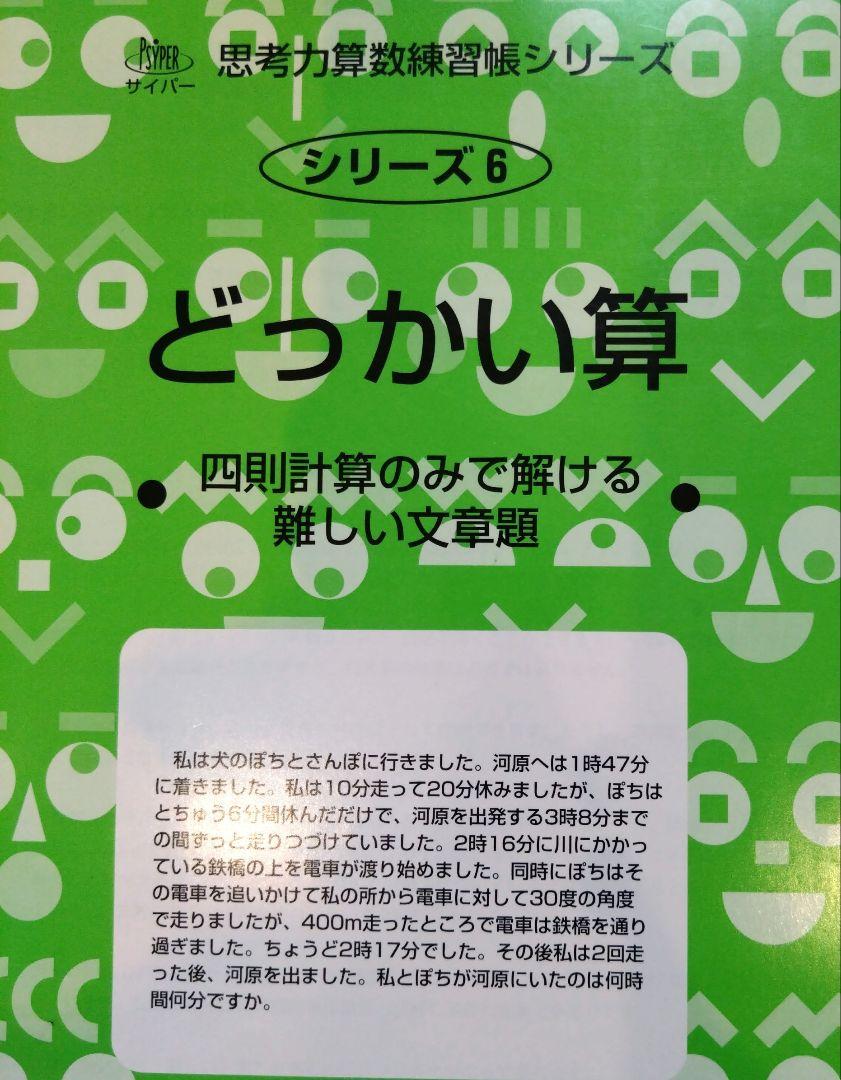 PSYPER
サイパー
思考力算数練習帳シリーズ
シリーズ6
どっかい算
四則計算のみで解ける
難しい文章題
私は犬のぽちとさんぽに行きました。河原へは1時47分
に着きました。私は10分走って20分休みましたが、ぽちは
とちゅう6分間休んだだけで、河原を出発する3時8分まで
の間ずっと走りつづけていました。2時16分に川にかかっ
ている鉄橋の上を電車が渡り始めました。同時にぽちはそ
の電車を追いかけて私の所から電車に対して30度の角度
で走りましたが、400m走ったところで電車は鉄橋を通り
過ぎました。ちょうど2時17分でした。その後私は2回走
った後、河原を出ました。私とぽちが河原にいたのは何時
間何分ですか。